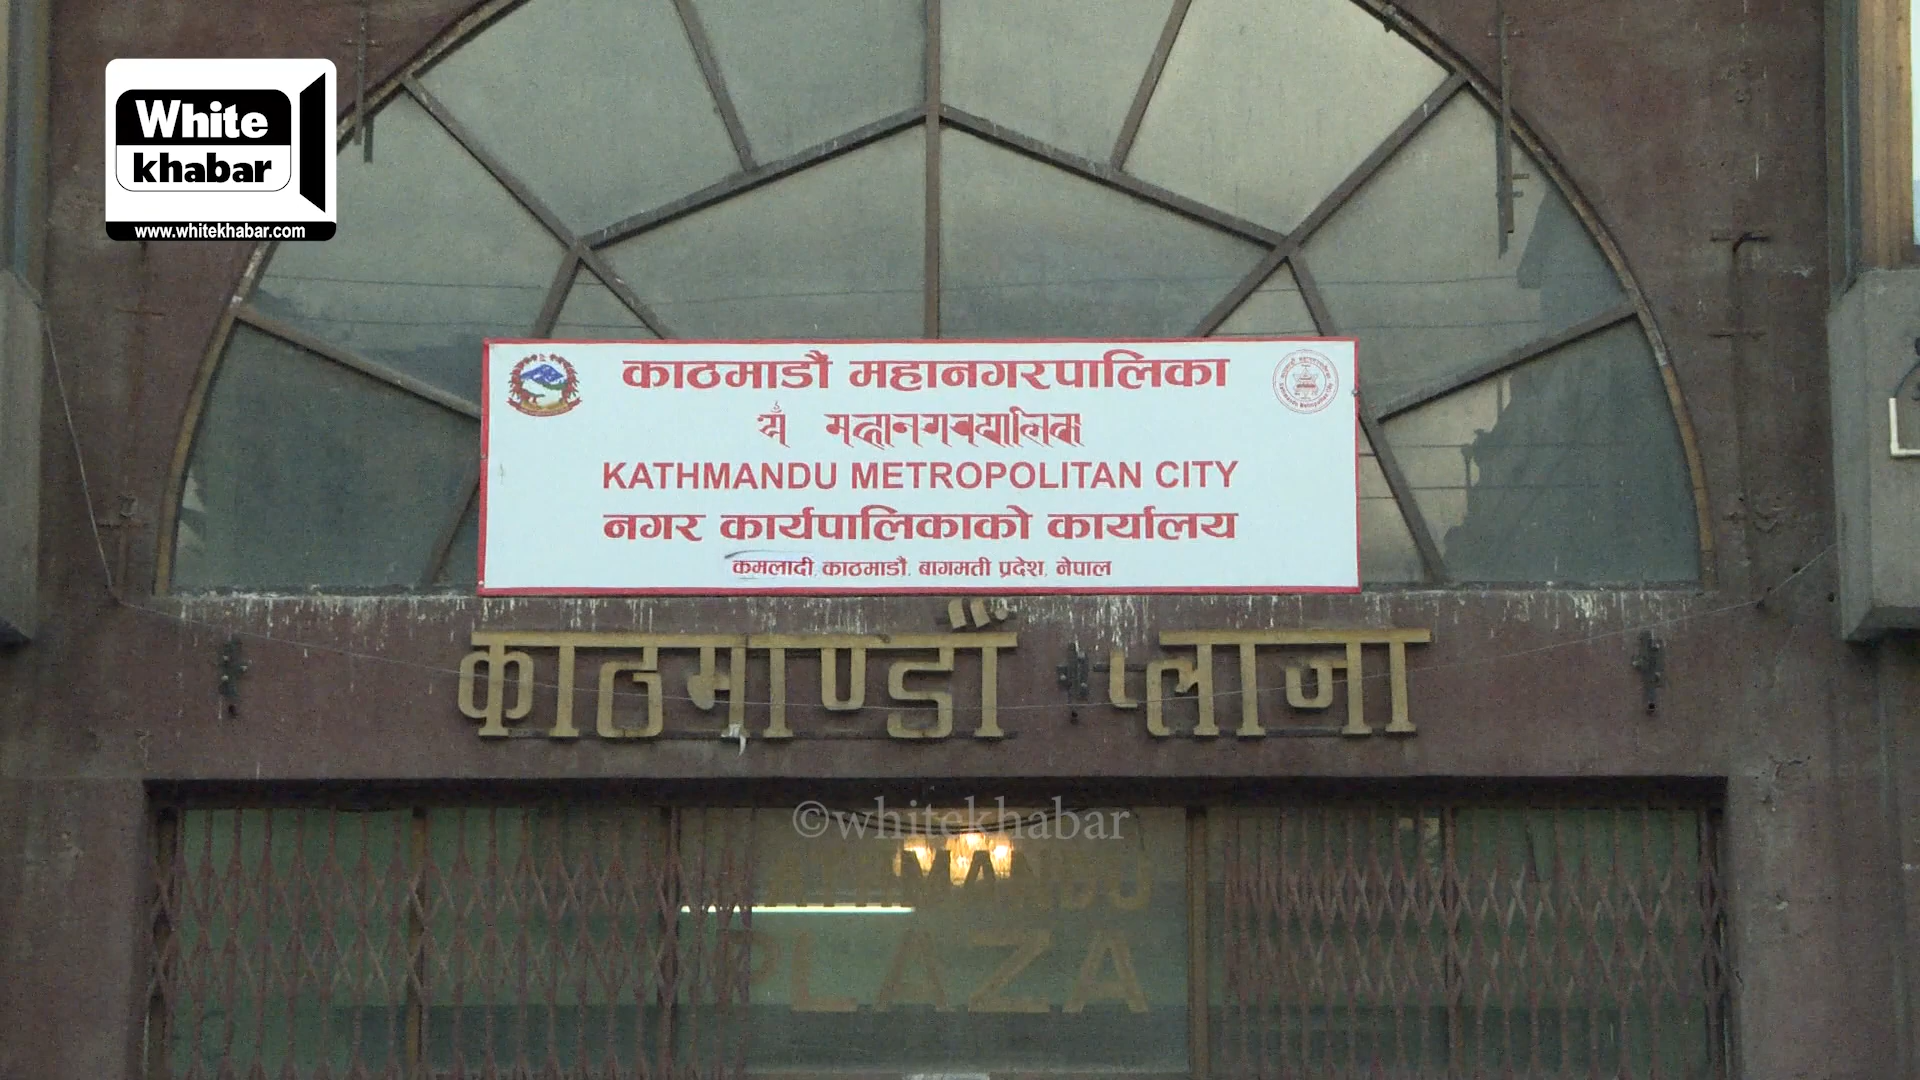 White
khabar
www.whitekhabar.com
काठमाडौं महानगरपालिका
KATHMANDU METROPOLITAN CITY
नगर कार्यपालिकाको कार्यालय
कमलादी, काठमाडौं, बागमती प्रदेश, नेपाल
काठमाण्डौं प्लाजा
©whitekhabar
KATHMANDU
PLAZA